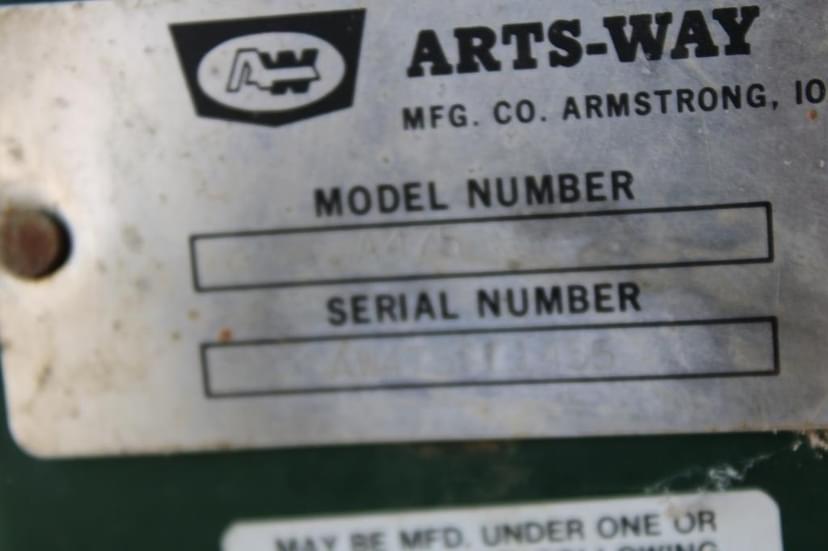 AW
ARTS-WAY
MFG. CO. ARMSTRONG, IO
MODEL NUMBER
SERIAL NUMBER
MAY BE MFD. UNDER ONE OR